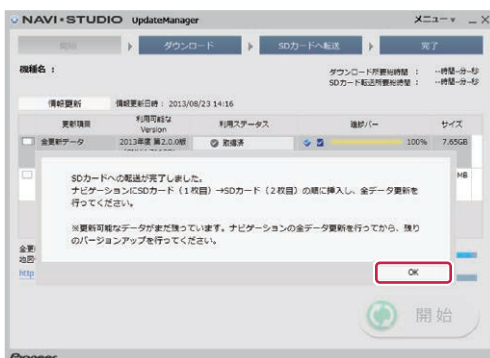 NAVI•STUDIO UpdateManager メニュー
開始 ダウンロード SDカードへ転送 完了
機種名 : ダウンロード所要時間 : --時間--分--秒
SDカード転送所要時間 : --時間--分--秒
情報更新 情報更新日時 : 2013/08/23 14:16
更新項目 利用可能な Version 利用ステータス 進捗バー サイズ
全更新データ 2013年度 第2.0.0版 取得済 100% 7.65GB
MB
SDカードへの転送が完了しました。
ナビゲーションにSDカード（1枚目）→SDカード（2枚目）の順に挿入し、全データ更新を
行ってください。
※更新可能なデータがまだ残っています。ナビゲーションの全データ更新を行ってから、残り
のバージョンアップを行ってください。
全更
地図
http
OK
開始
Pioneer